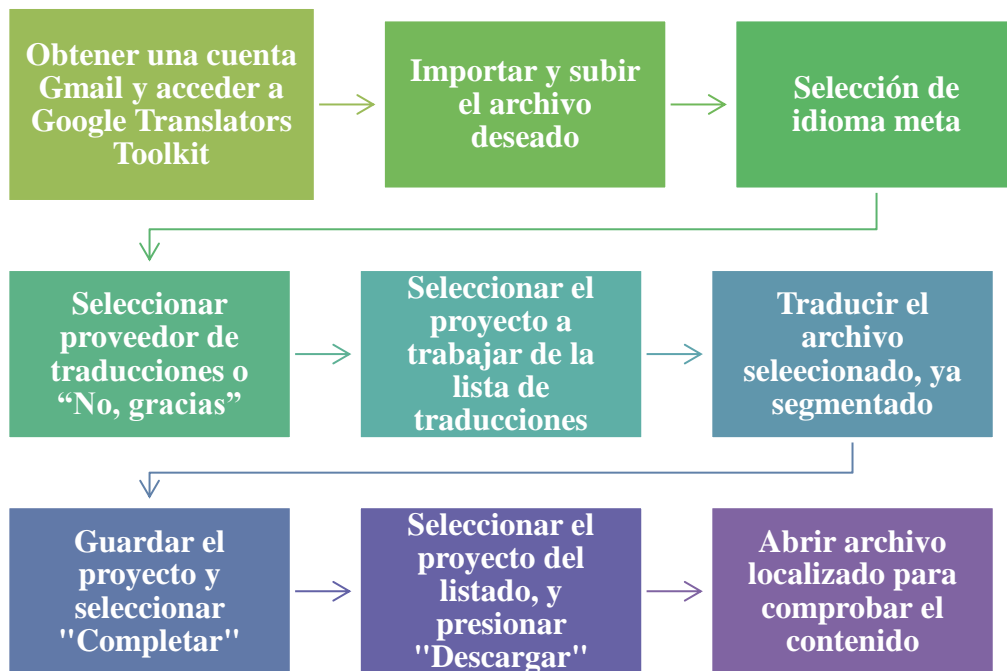 Obtener una cuenta
Gmail y acceder a
Google Translators
Toolkit
Importar y subir
el archivo
deseado
Selección de
idioma meta
Seleccionar
proveedor de
traducciones o
“No, gracias”
Seleccionar el
proyecto a
trabajar de la
lista de
traducciones
Traducir el
archivo
seleecionado, ya
segmentado
Guardar el
proyecto y
seleccionar
"Completar"
Seleccionar el
proyecto del
listado, y
presionar
"Descargar"
Abrir archivo
localizado para
comprobar el
contenido